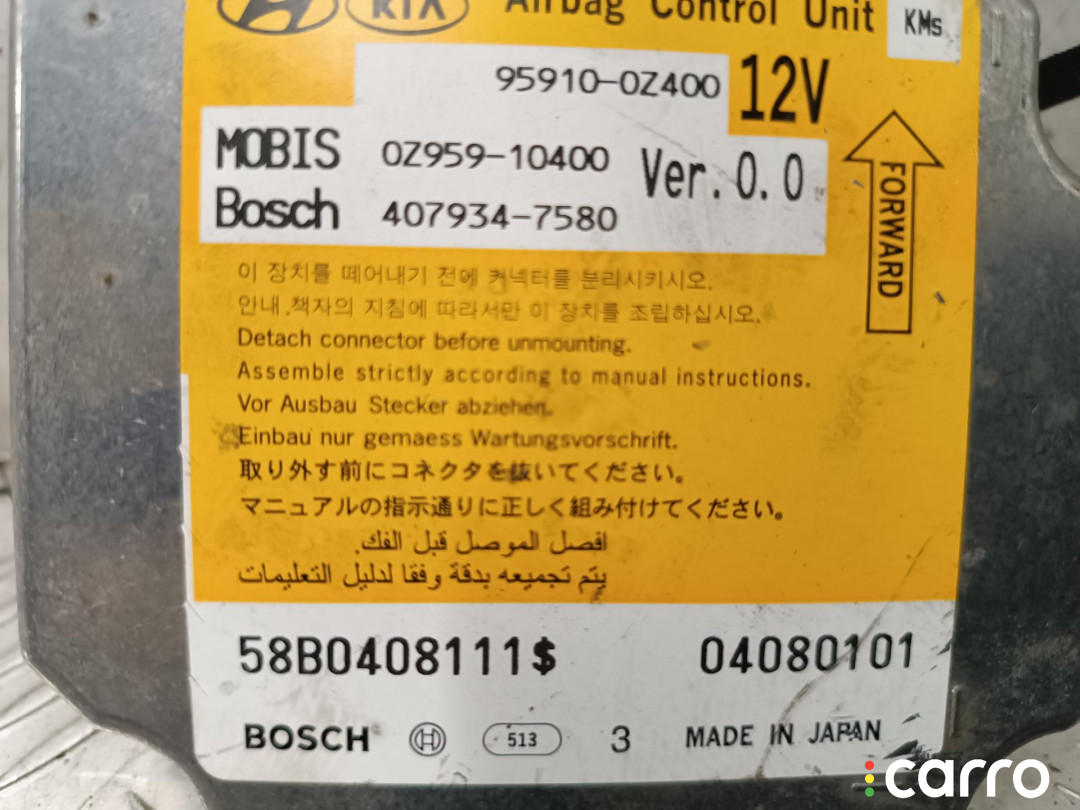 KIA Airbag Control Unit KMs
95910-0Z400 12V
MOBIS 0Z959-10400 Ver.0.0
Bosch 407934-7580
FORWARD
이 장치를 떼어내기 전에 커넥터를 분리시키시오.
안내.책자의 지침에 따라서만 이 장치를 조립하십시오.
Detach connector before unmounting.
Assemble strictly according to manual instructions.
Vor Ausbau Stecker abziehen.
Einbau nur gemaess Wartungsvorschrift.
取り外す前にコネクタを抜いてください。
マニュアルの指示通りに正しく組み付けてください。
افصل الموصل قبل الفك.
يتم تجميعه بدقة وفقا لدليل التعليمات
58B0408111$ 04080101
BOSCH 513 3 MADE IN JAPAN
carro